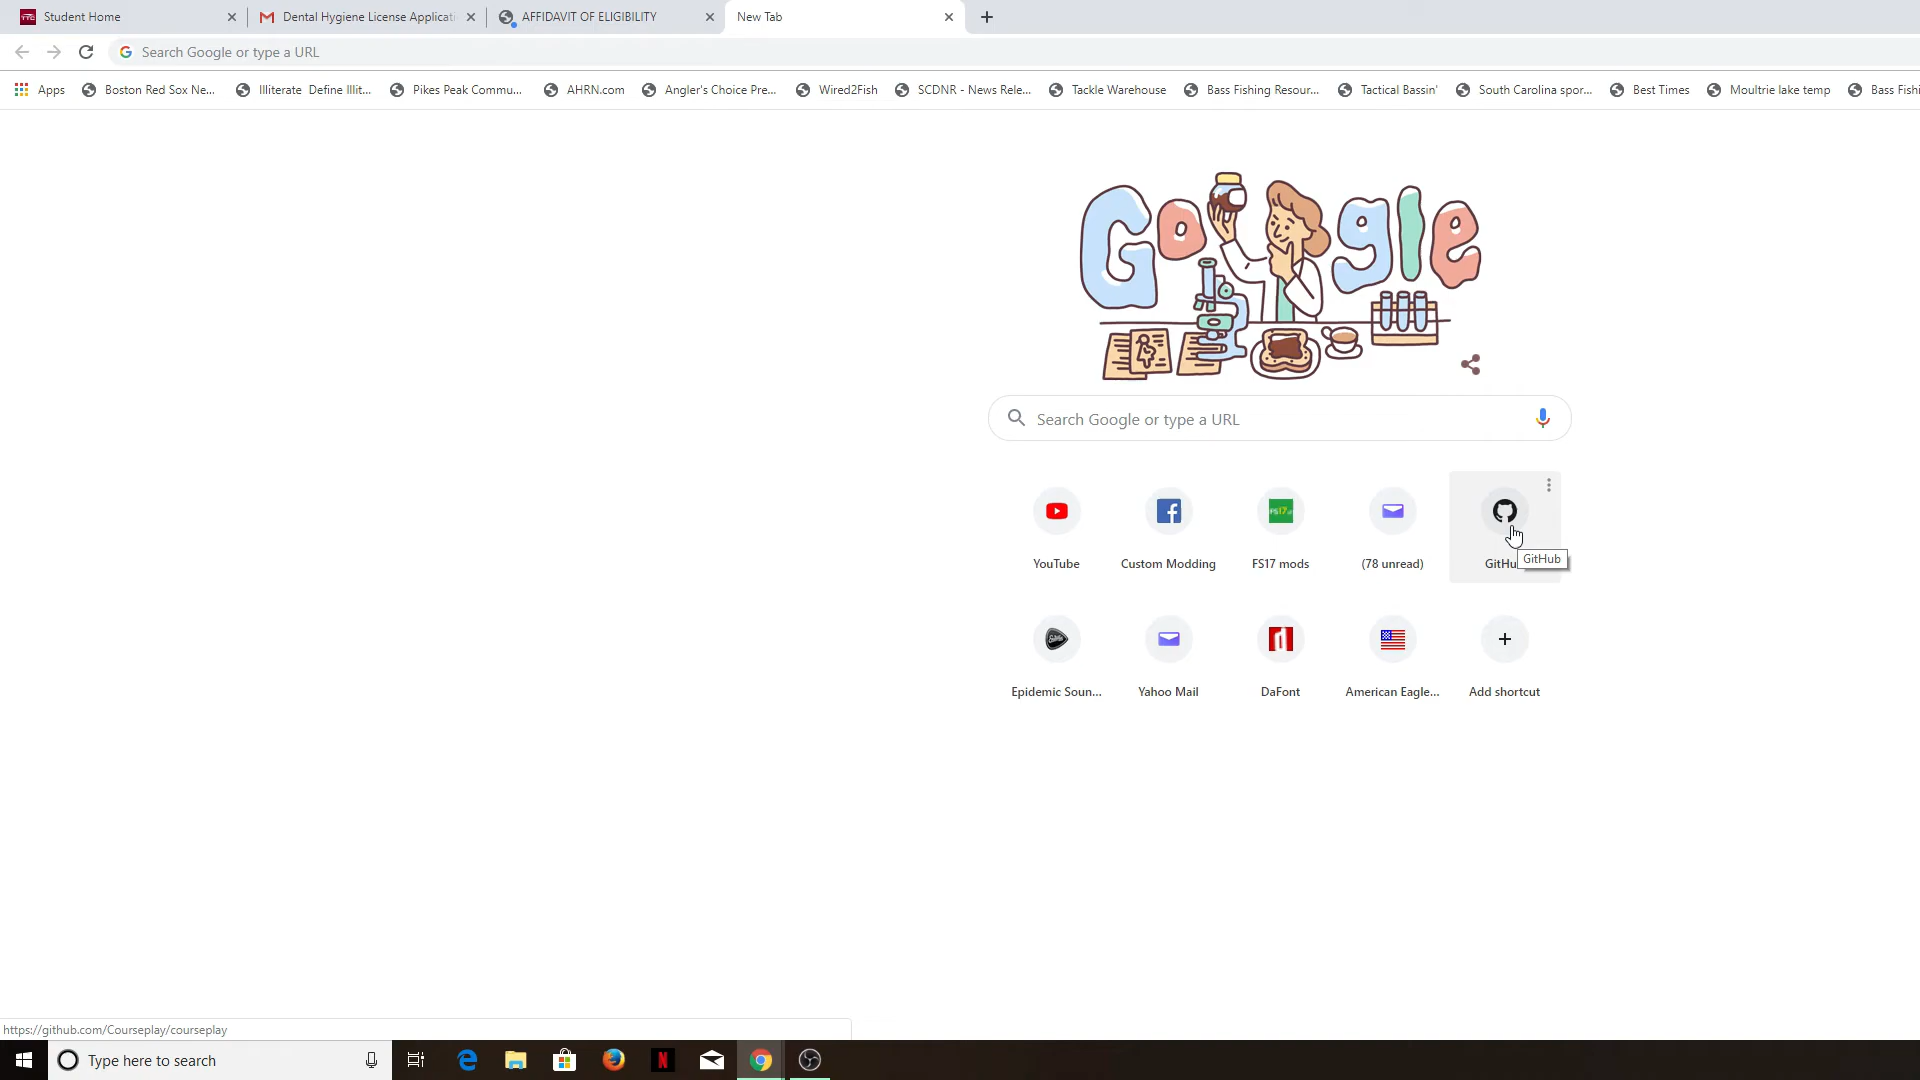 Student Home
Dental Hygiene License Applicati
AFFIDAVIT OF ELIGIBILITY
New Tab
Search Google or type a URL
Apps
Boston Red Sox Ne...
Illiterate Define Illit...
Pikes Peak Commu...
AHRN.com
Angler's Choice Pre...
Wired2Fish
SCDNR - News Rele...
Tackle Warehouse
Bass Fishing Resour...
Tactical Bassin'
South Carolina spor...
Best Times
Moultrie lake temp
Bass Fishi
Google
Search Google or type a URL
YouTube
Custom Modding
FS17 mods
(78 unread)
GitHu
GitHub
Epidemic Soun...
Yahoo Mail
DaFont
American Eagle...
Add shortcut
https://github.com/Courseplay/courseplay
Type here to search